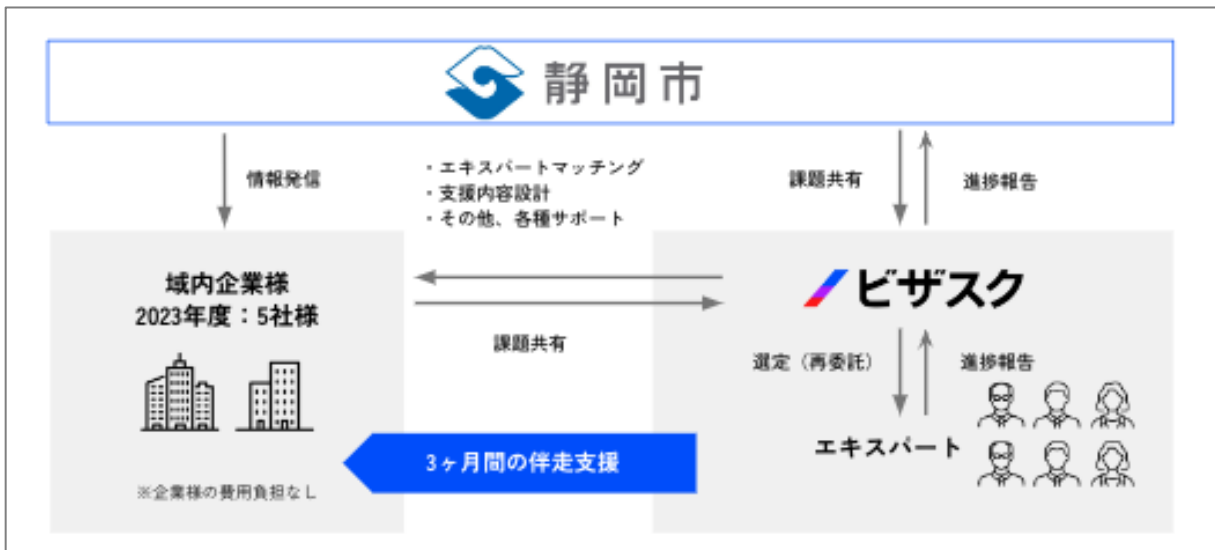 静岡市
情報発信
・エキスパートマッチング
・支援内容設計
・その他、各種サポート
課題共有
進捗報告
域内企業様
2023年度：5社様
課題共有
ビザスク
選定（再委託）
進捗報告
エキスパート
3ヶ月間の伴走支援
※企業様の費用負担なし